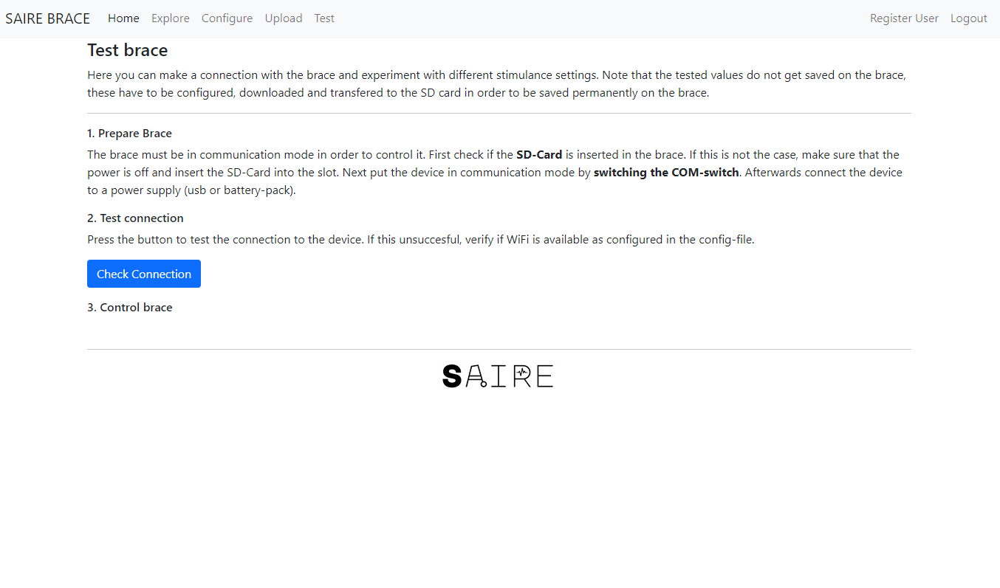 SAIRE BRACE Home Explore Configure Upload Test Register User Logout
Test brace
Here you can make a connection with the brace and experiment with different stimulance settings. Note that the tested values do not get saved on the brace,
these have to be configured, downloaded and transfered to the SD card in order to be saved permanently on the brace.
1. Prepare Brace
The brace must be in communication mode in order to control it. First check if the SD-Card is inserted in the brace. If this is not the case, make sure that the
power is off and insert the SD-Card into the slot. Next put the device in communication mode by switching the COM-switch. Afterwards connect the device
to a power supply (usb or battery-pack).
2. Test connection
Press the button to test the connection to the device. If this unsuccesful, verify if WiFi is available as configured in the config-file.
Check Connection
3. Control brace
SAIRE